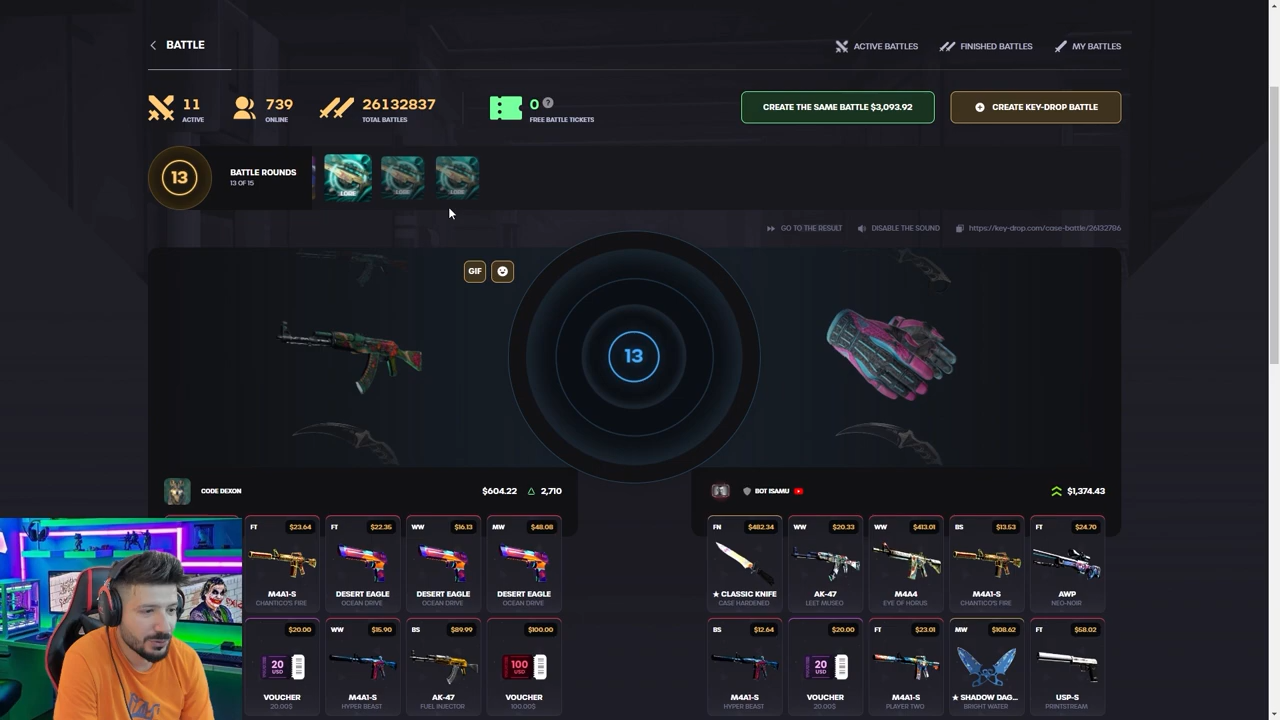 BATTLE
ACTIVE BATTLES
FINISHED BATTLES
MY BATTLES
11
ACTIVE
739
ONLINE
26132837
TOTAL BATTLES
0 ?
FREE BATTLE TICKETS
CREATE THE SAME BATTLE $3,093.92
CREATE KEY-DROP BATTLE
13
BATTLE ROUNDS
13 OF 15
LORE
LORE
LORE
GO TO THE RESULT
DISABLE THE SOUND
https://key-drop.com/case-battle/26132786
GIF
13
CODE DEXON
$604.22
2,710
BOT ISAMU
$1,374.43
FT $23.64
M4A1-S
CHANTICO'S FIRE
FT $22.35
DESERT EAGLE
OCEAN DRIVE
WW $16.13
DESERT EAGLE
OCEAN DRIVE
MW $48.08
DESERT EAGLE
OCEAN DRIVE
FN $482.34
★ CLASSIC KNIFE
CASE HARDENED
WW $20.33
AK-47
LEET MUSEO
WW $413.01
M4A4
EYE OF HORUS
BS $13.53
M4A1-S
CHANTICO'S FIRE
FT $24.70
AWP
NEO-NOIR
$20.00
20 USD
VOUCHER
20.00$
WW $15.90
M4A1-S
HYPER BEAST
BS $89.99
AK-47
FUEL INJECTOR
$100.00
100 USD
VOUCHER
100.00$
BS $12.64
M4A1-S
HYPER BEAST
$20.00
20 USD
VOUCHER
20.00$
FT $23.01
M4A1-S
PLAYER TWO
MW $108.62
★ SHADOW DAG...
BRIGHT WATER
FT $58.02
USP-S
PRINTSTREAM